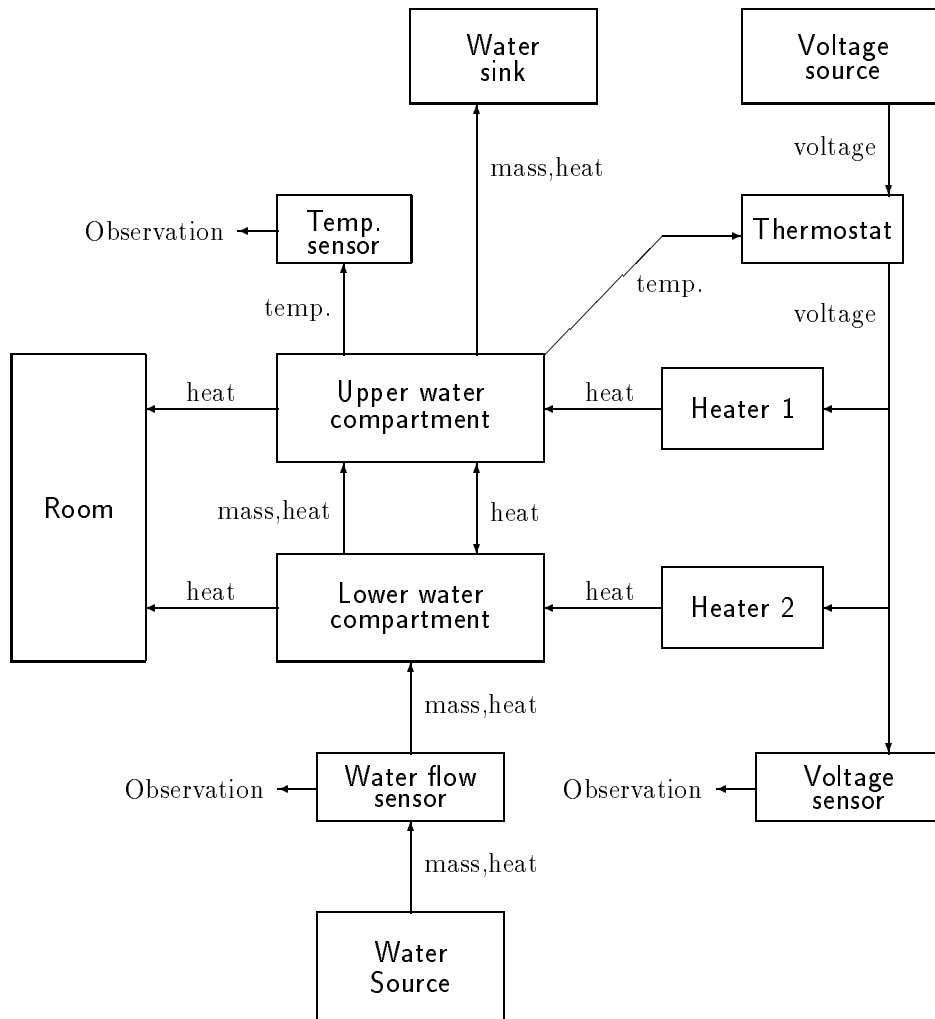 Water
sink
Voltage
source
voltage
mass,heat
Observation
Temp.
sensor
Thermostat
temp.
temp.
voltage
heat
Upper water
compartment
heat
Heater 1
Room
mass,heat
heat
heat
Lower water
compartment
heat
Heater 2
mass,heat
Observation
Water flow
sensor
Observation
Voltage
sensor
mass,heat
Water
Source